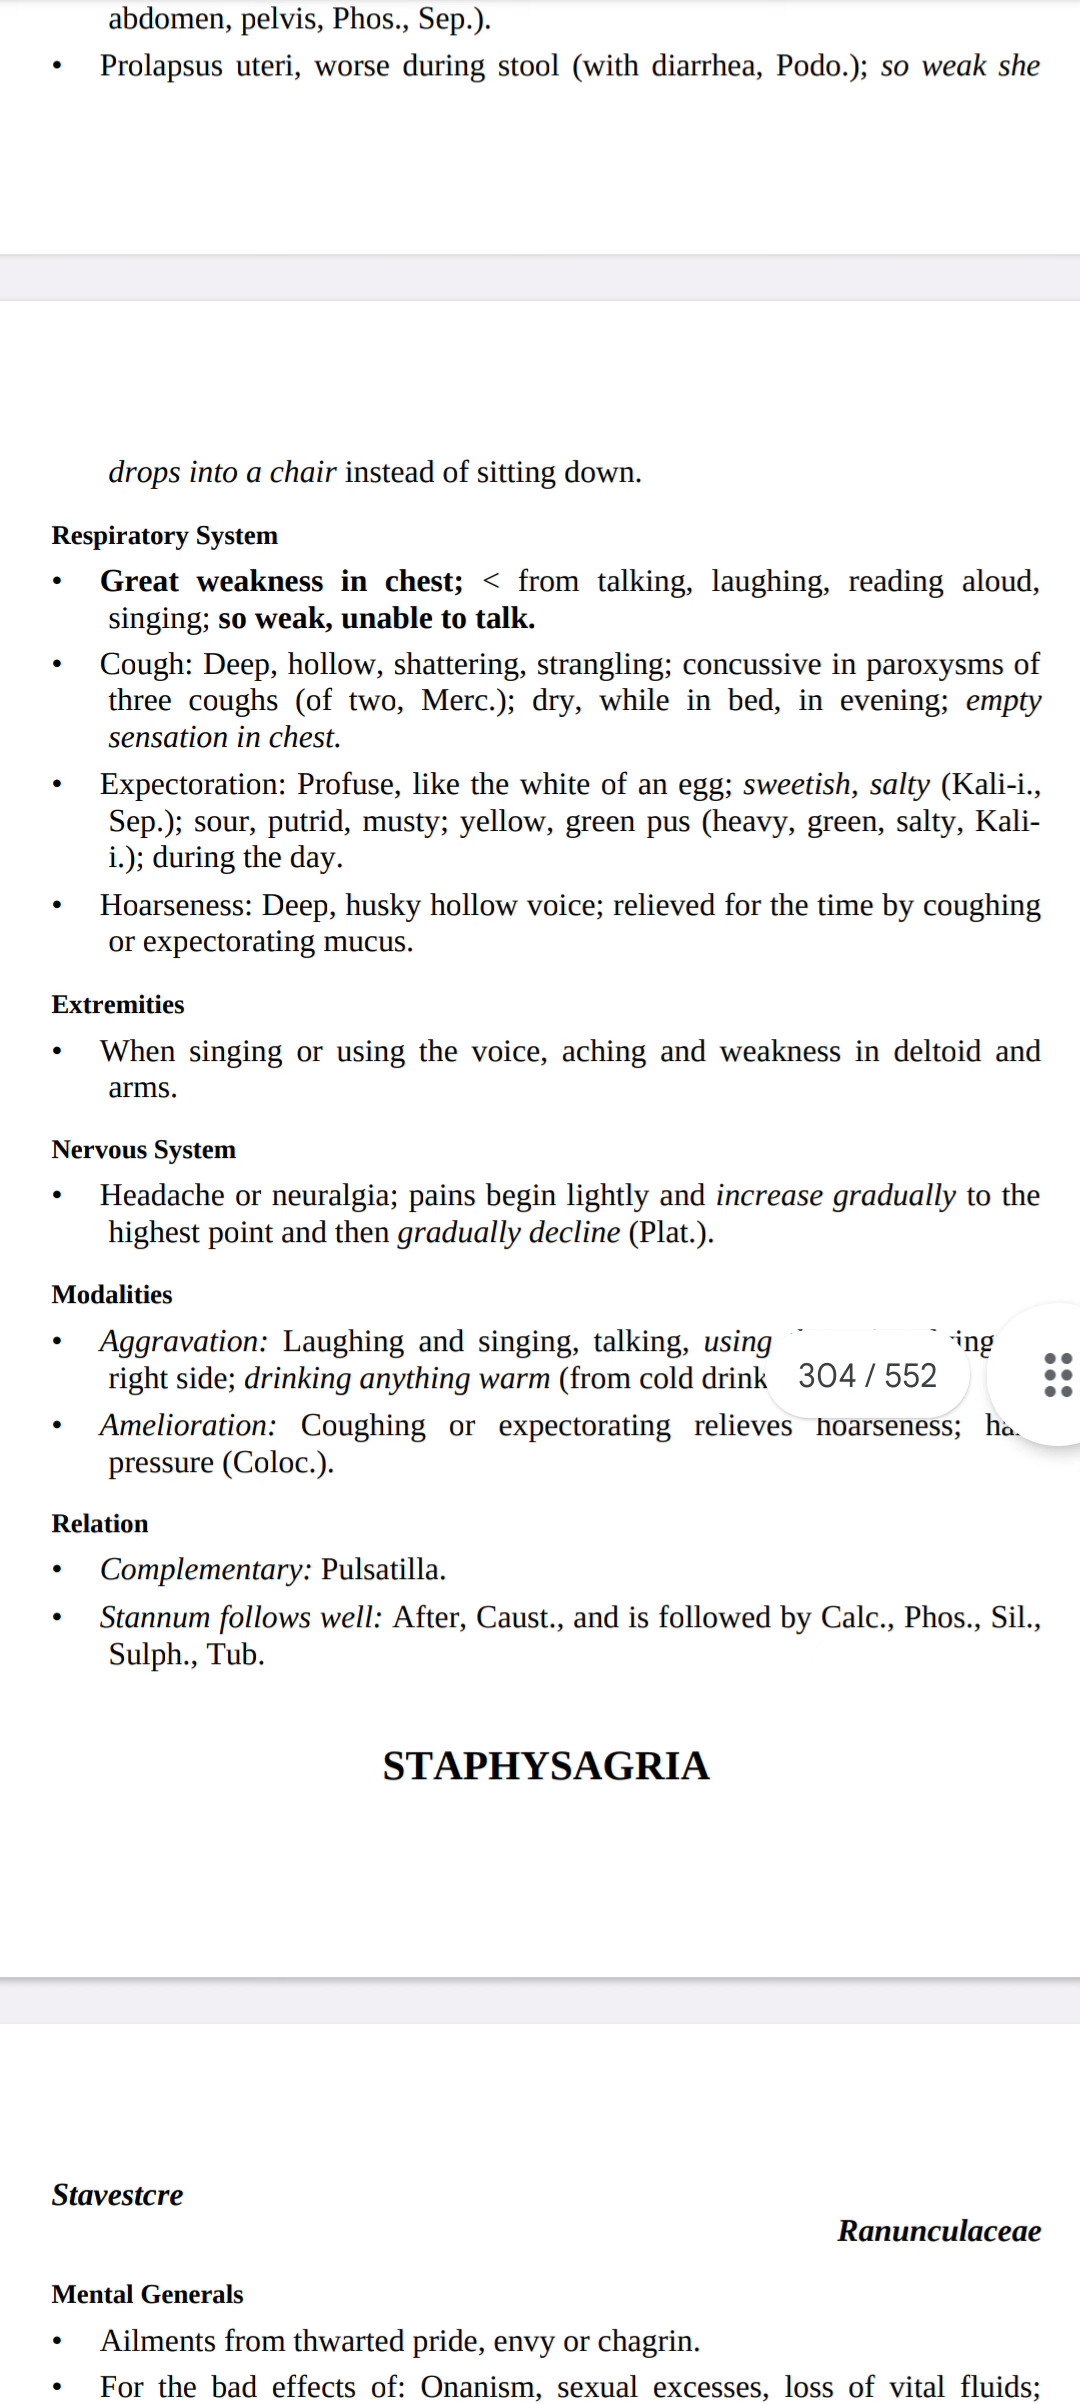 abdomen, pelvis, Phos., Sep.).
• Prolapsus uteri, worse during stool (with diarrhea, Podo.); so weak she
drops into a chair instead of sitting down.
Respiratory System
• Great weakness in chest; < from talking, laughing, reading aloud,
singing; so weak, unable to talk.
• Cough: Deep, hollow, shattering, strangling; concussive in paroxysms of
three coughs (of two, Merc.); dry, while in bed, in evening; empty
sensation in chest.
• Expectoration: Profuse, like the white of an egg; sweetish, salty (Kali-i.,
Sep.); sour, putrid, musty; yellow, green pus (heavy, green, salty, Kali-
i.); during the day.
• Hoarseness: Deep, husky hollow voice; relieved for the time by coughing
or expectorating mucus.
Extremities
• When singing or using the voice, aching and weakness in deltoid and
arms.
Nervous System
• Headache or neuralgia; pains begin lightly and increase gradually to the
highest point and then gradually decline (Plat.).
Modalities
• Aggravation: Laughing and singing, talking, using
right side; drinking anything warm (from cold drink
304 / 552
• Amelioration: Coughing or expectorating relieves hoarseness;
pressure (Coloc.).
Relation
• Complementary: Pulsatilla.
• Stannum follows well: After, Caust., and is followed by Calc., Phos., Sil.,
Sulph., Tub.
STAPHYSAGRIA
Stavestcre
Ranunculaceae
Mental Generals
• Ailments from thwarted pride, envy or chagrin.
• For the bad effects of: Onanism, sexual excesses, loss of vital fluids;